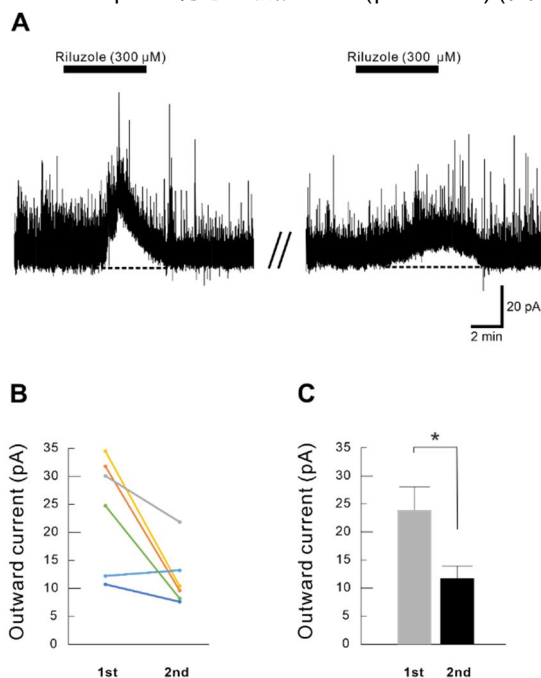 A
Riluzole (300 µM)
Riluzole (300 µM)
20 pA
2 min
B
C
Outward current (pA)
35
30
25
20
15
10
5
0
1st
2nd
Outward current (pA)
35
30
25
20
15
10
5
0
*
1st
2nd